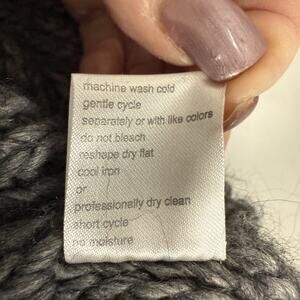 machine wash cold
gentle cycle
separately or with like colors
do not bleach
reshape dry flat
cool iron
or
professionally dry clean
short cycle
no moisture